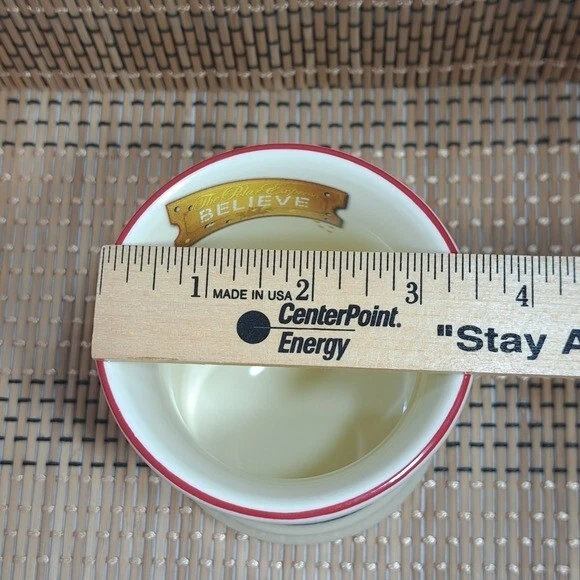 The Polar Express
BELIEVE
1 2 3 4
MADE IN USA
CenterPoint.
Energy
"Stay A